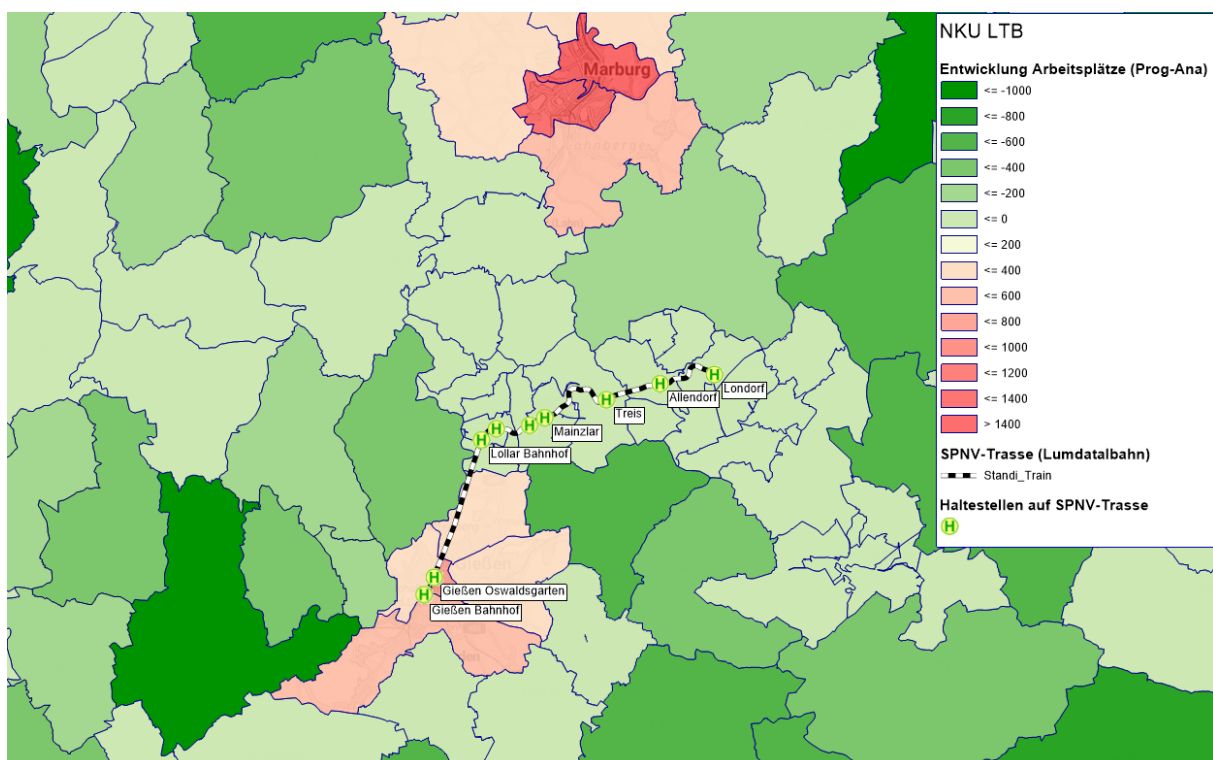 NKU LTB
Entwicklung Arbeitsplätze (Prog-Ana)
<= -1000
<= -800
<= -600
<= -400
<= -200
<= 0
<= 200
<= 400
<= 600
<= 800
<= 1000
<= 1200
<= 1400
> 1400
SPNV-Trasse (Lumdatalbahn)
Standi_Train
Haltestellen auf SPNV-Trasse
H
Marburg
H
H
Londorf
H
Allendorf
H
Treis
H
H
Mainzlar
H
H
Lollar Bahnhof
Gießen
H
Gießen Oswaldsgarten
H
Gießen Bahnhof